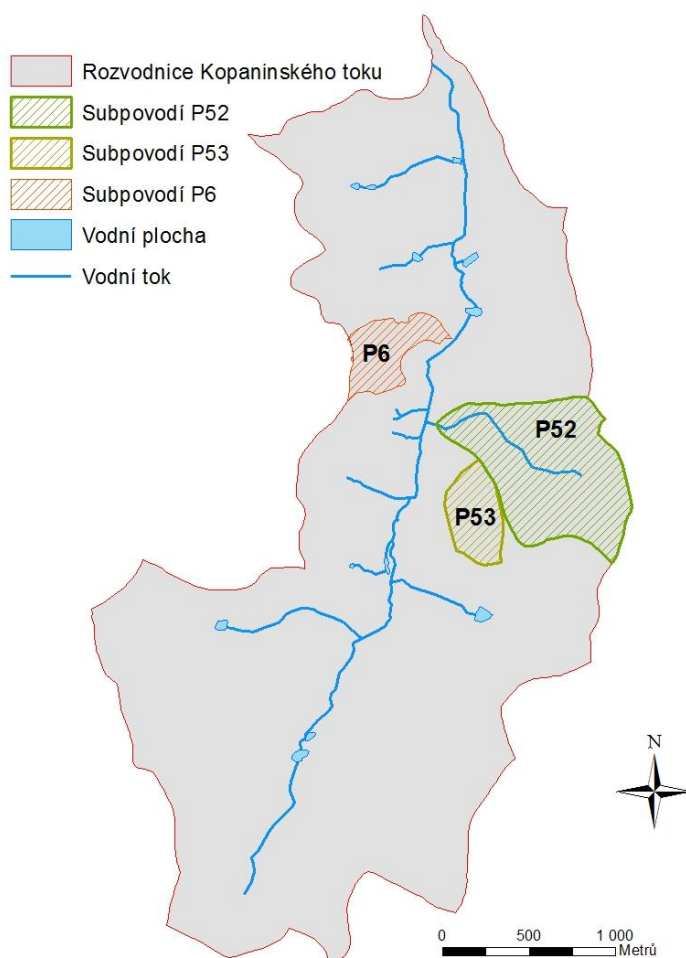 Rozvodnice Kopaninského toku
Subpovodí P52
Subpovodí P53
Subpovodí P6
Vodní plocha
Vodní tok
P6
P52
P53
N
0 500 1 000
Metrů